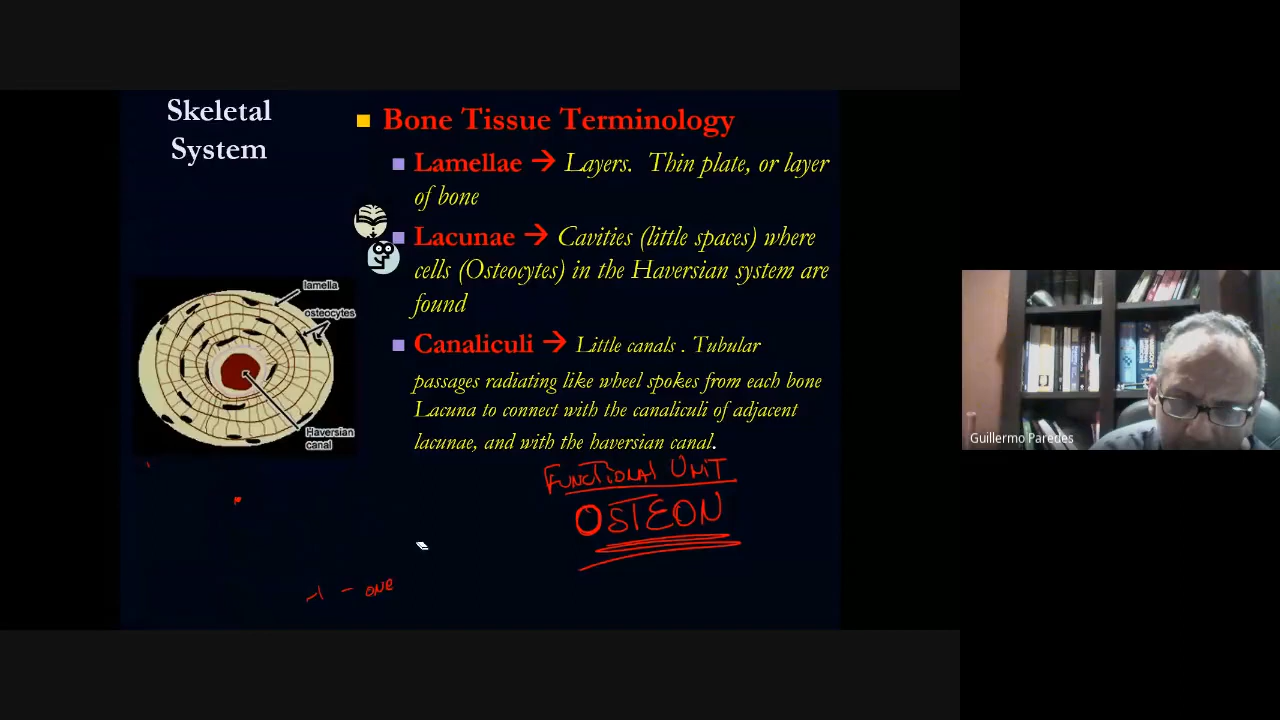 Skeletal
System
■ Bone Tissue Terminology
■ Lamellae → Layers. Thin plate, or layer
of bone
■ Lacunae → Cavities (little spaces) where
cells (Osteocytes) in the Haversian system are
found
■ Canaliculi → Little canals . Tubular
passages radiating like wheel spokes from each bone
Lacuna to connect with the canaliculi of adjacent
lacunae, and with the haversian canal.
lamella
osteocytes
Haversian
canal
FUNCTIONAL UNIT
OSTEON
- one
Guillermo Paredes